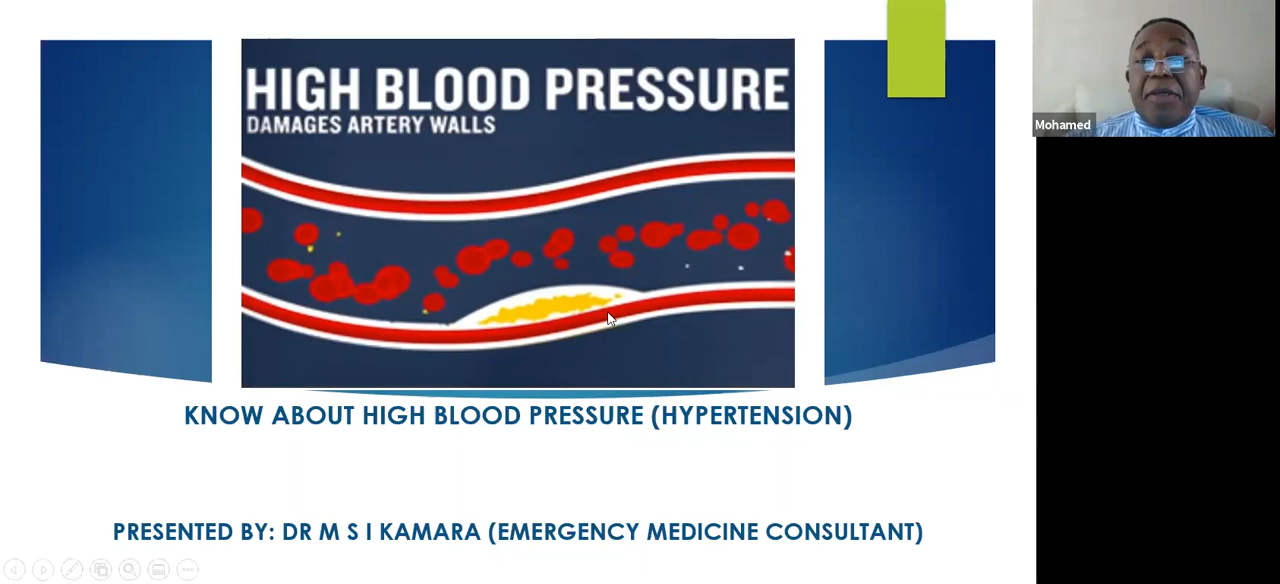 HIGH BLOOD PRESSURE
DAMAGES ARTERY WALLS
KNOW ABOUT HIGH BLOOD PRESSURE (HYPERTENSION)
PRESENTED BY: DR M S I KAMARA (EMERGENCY MEDICINE CONSULTANT)
Mohamed